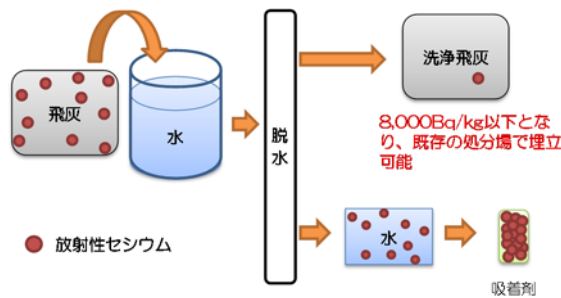 飛灰
水
脱水
洗浄飛灰
8,000Bq/kg以下とな
り、既存の処分場で埋立
可能
水
放射性セシウム
吸着剤